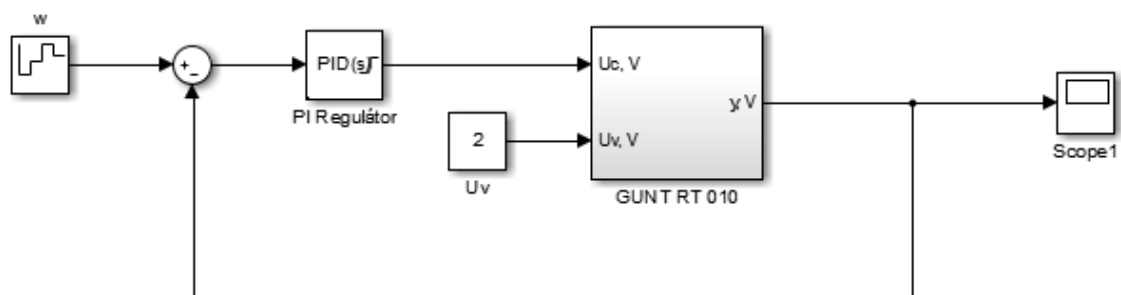 w
+
-
PID(s)
PI Regulátor
Uc, V
Uv, V
y, V
2
Uv
GUNT RT 010
Scope1